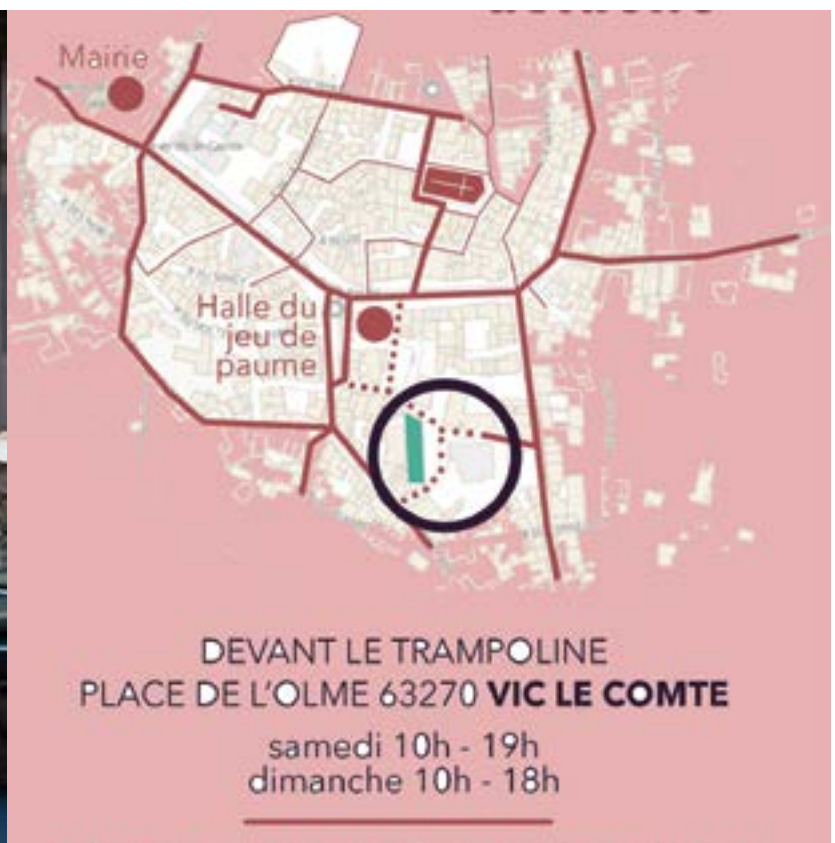 Mairie
Halle du
jeu de
paume
DEVANT LE TRAMPOLINE
PLACE DE L'OLME 63270 VIC LE COMTE
samedi 10h - 19h
dimanche 10h - 18h